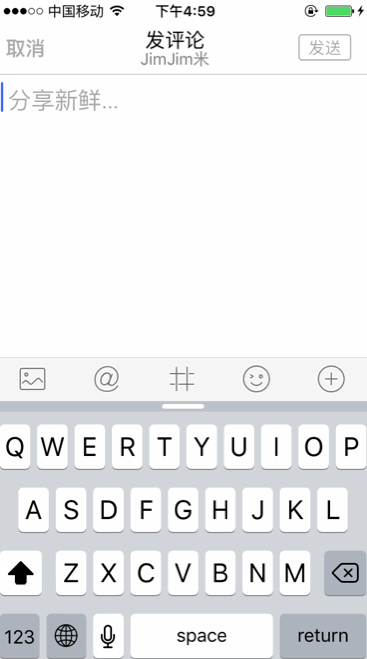 中国移动 下午4:59
取消 发评论 发送
JimJim米
分享新鲜...
@ #
Q W E R T Y U I O P
A S D F G H J K L
Z X C V B N M
123 space return